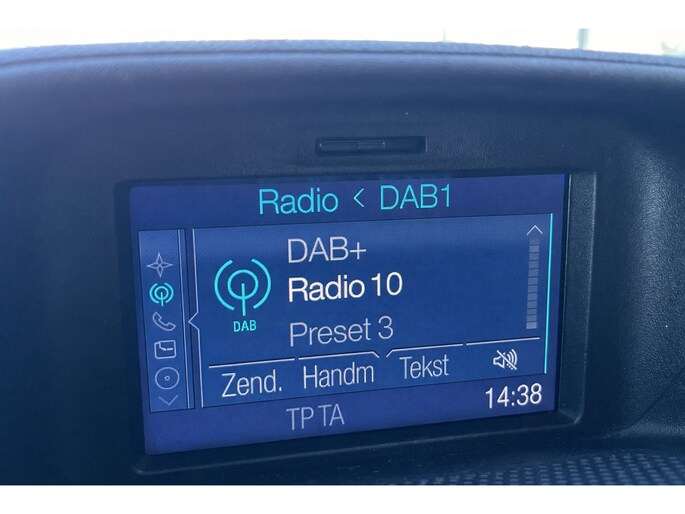 Radio < DAB1
DAB+
Radio 10
DAB
Preset 3
Zend. Handm Tekst
14:38
TP TA